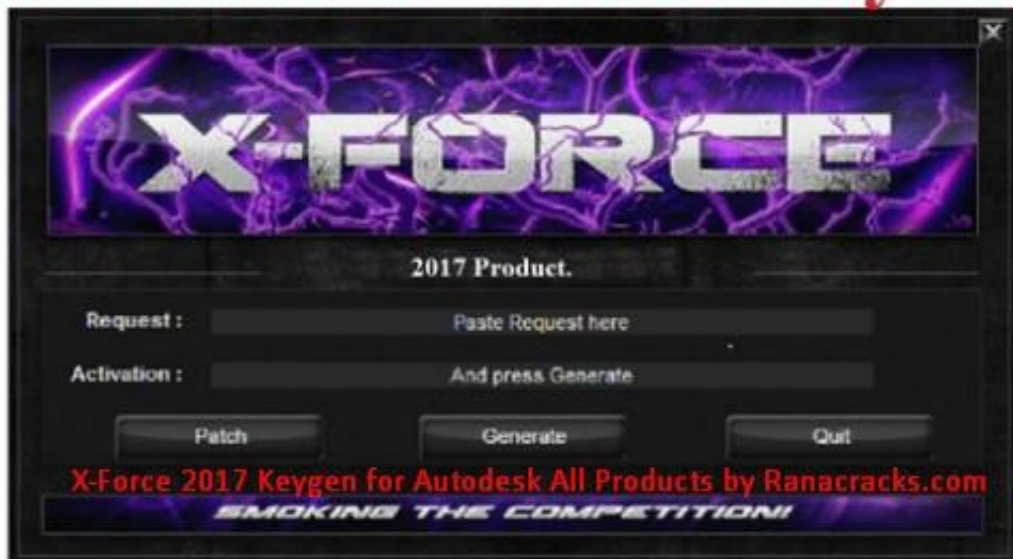 X-FORCE
2017 Product.
Request :
Paste Request here
Activation :
And press Generate
Patch
Generate
Quit
X-Force 2017 Keygen for Autodesk All Products by Ranacracks.com
SMOKING THE COMPETITION!